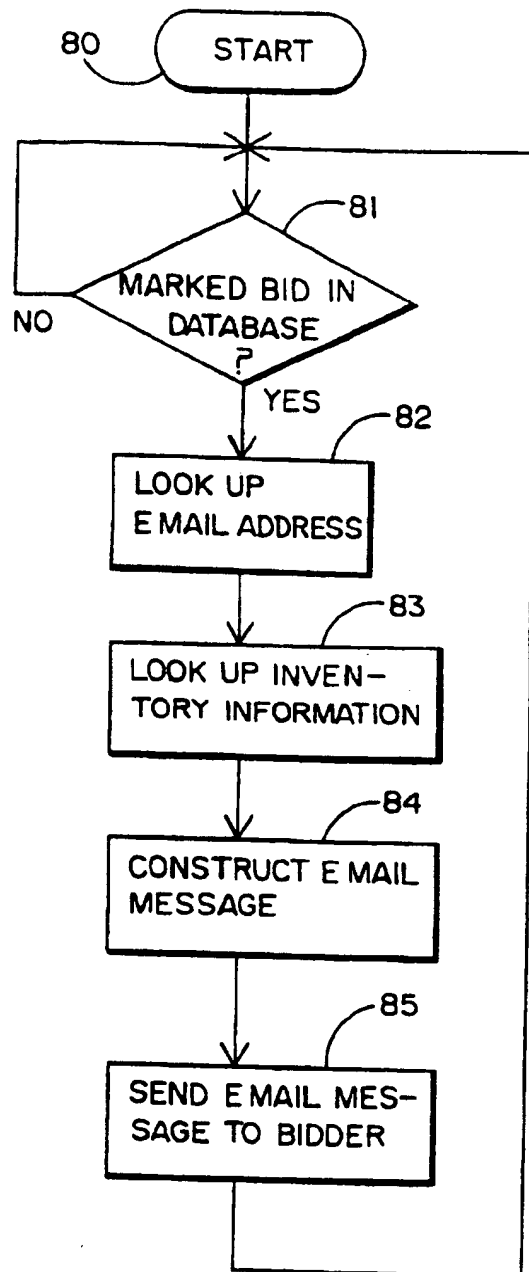 80
START
81
MARKED BID IN
DATABASE
?
NO
YES
82
LOOK UP
E MAIL ADDRESS
83
LOOK UP INVEN-
TORY INFORMATION
84
CONSTRUCT E MAIL
MESSAGE
85
SEND E MAIL MES-
SAGE TO BIDDER